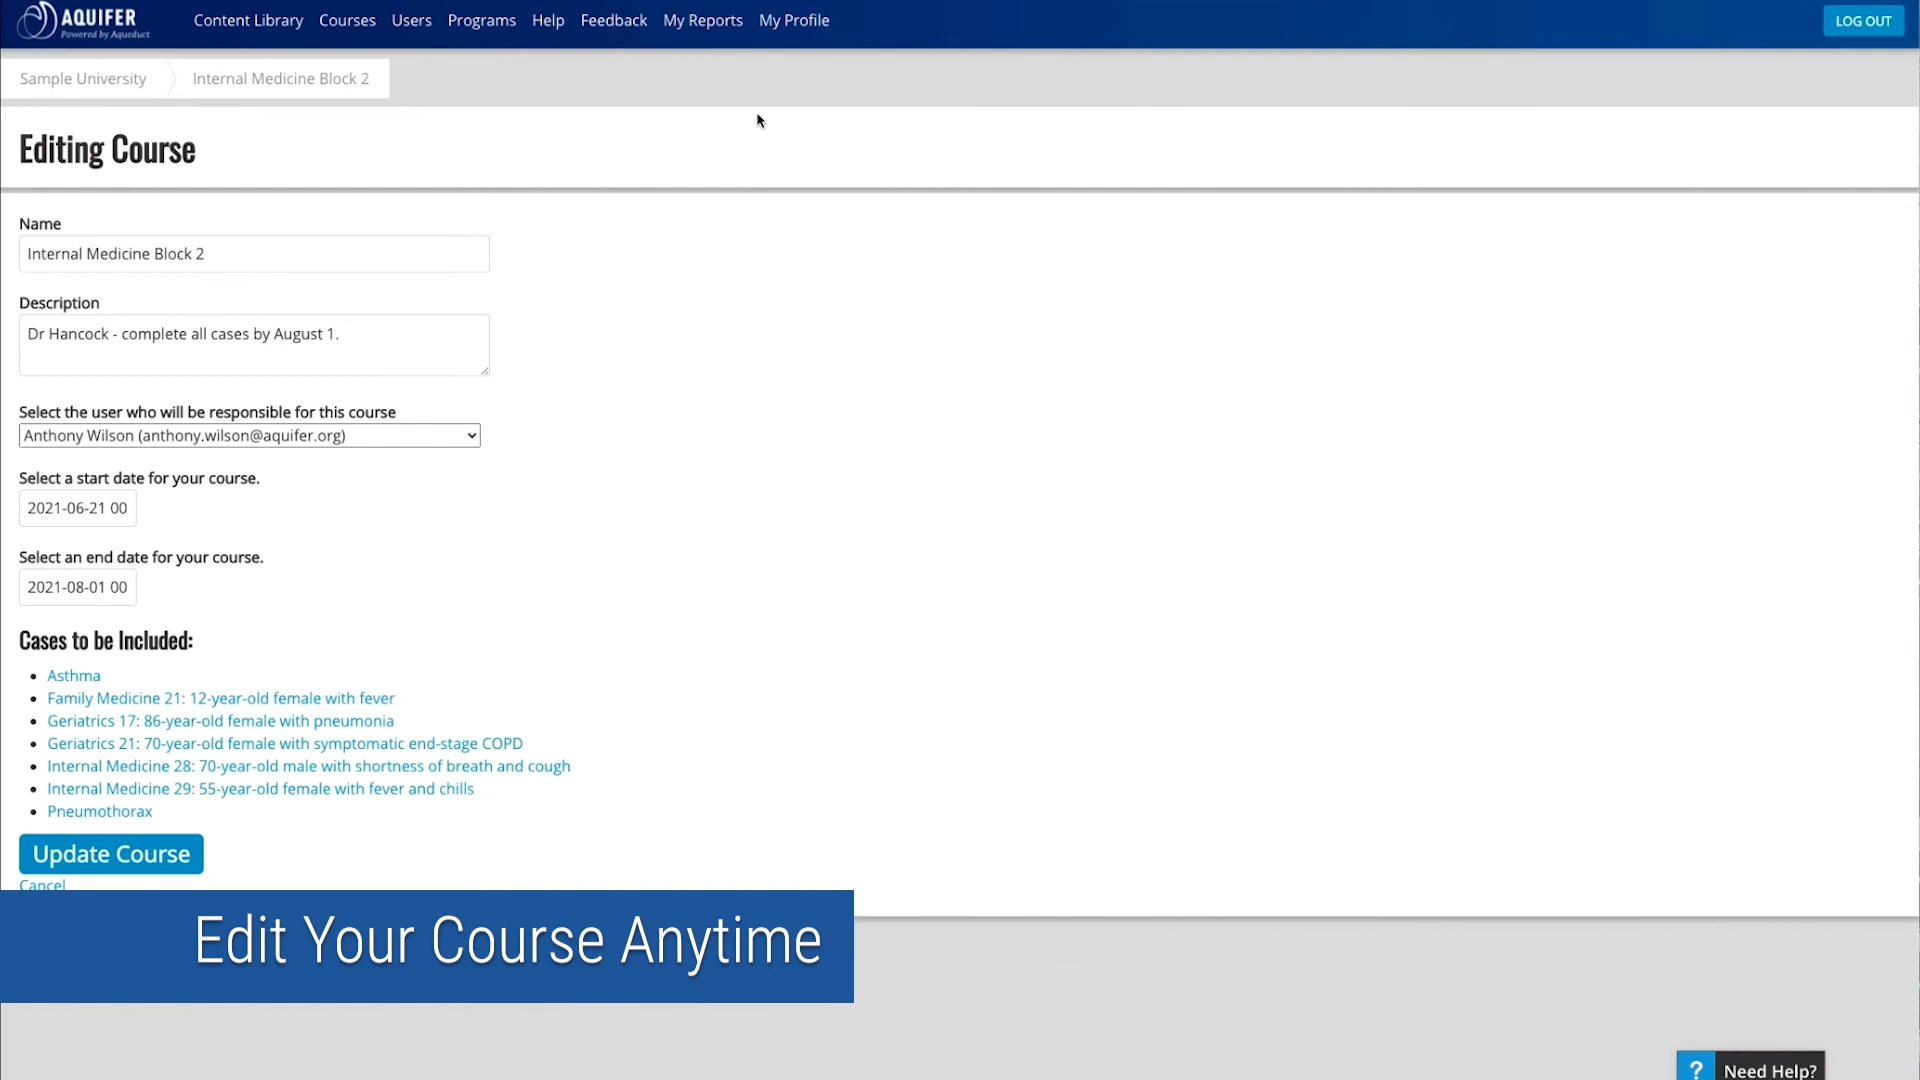 AQUIFER
Powered by Aqueduct
Content Library Courses Users Programs Help Feedback My Reports My Profile
LOG OUT
Sample University Internal Medicine Block 2
Editing Course
Name
Internal Medicine Block 2
Description
Dr Hancock - complete all cases by August 1.
Select the user who will be responsible for this course
Anthony Wilson (anthony.wilson@aquifer.org)
Select a start date for your course.
2021-06-21 00
Select an end date for your course.
2021-08-01 00
Cases to be Included:
Asthma
Family Medicine 21: 12-year-old female with fever
Geriatrics 17: 86-year-old female with pneumonia
Geriatrics 21: 70-year-old female with symptomatic end-stage COPD
Internal Medicine 28: 70-year-old male with shortness of breath and cough
Internal Medicine 29: 55-year-old female with fever and chills
Pneumothorax
Update Course
Cancel
Edit Your Course Anytime
? Need Help?